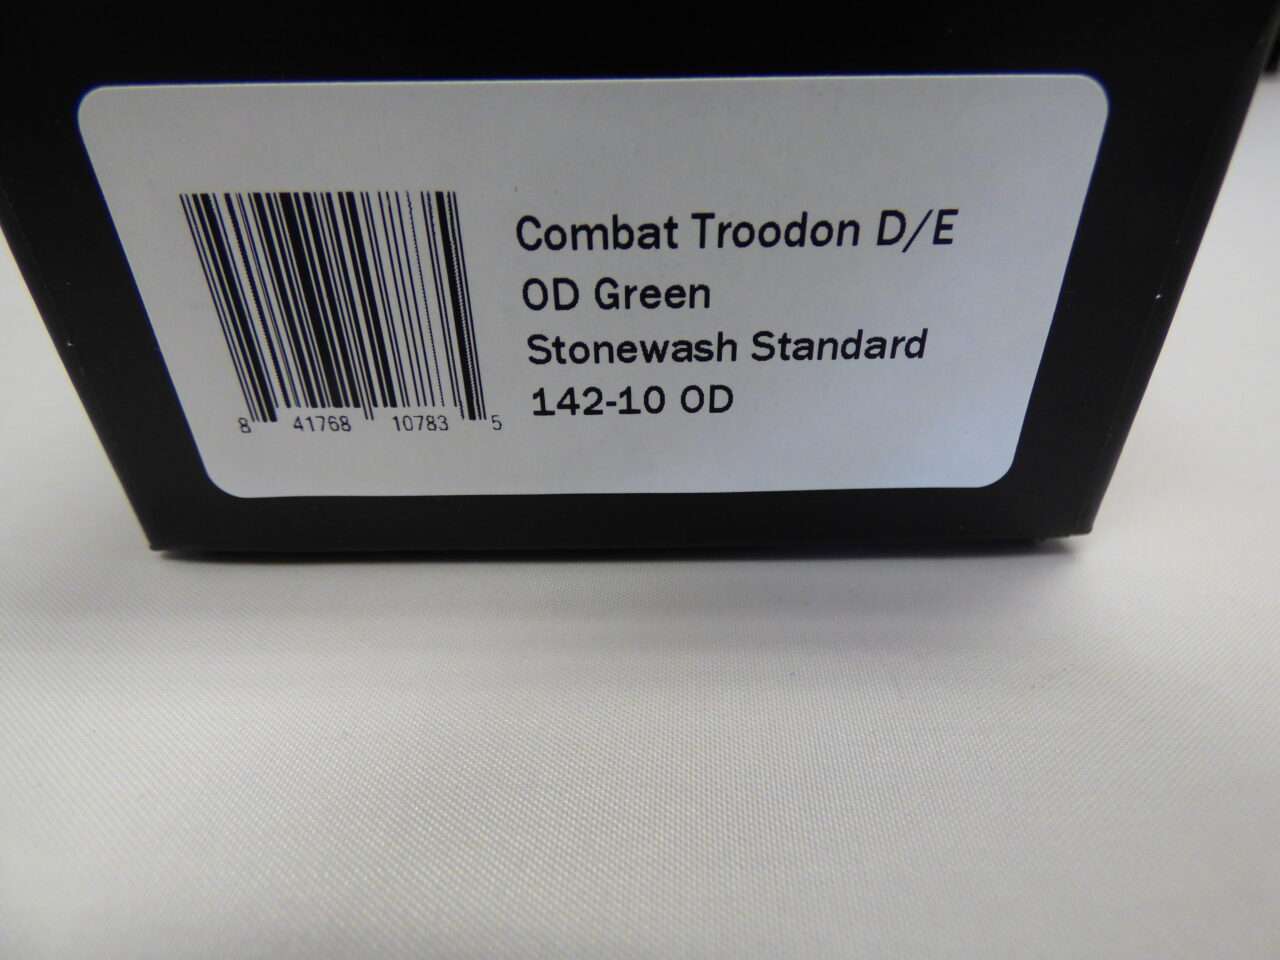 Combat Troodon D/E
OD Green
Stonewash Standard
142-10 OD
8 41768 10783 5